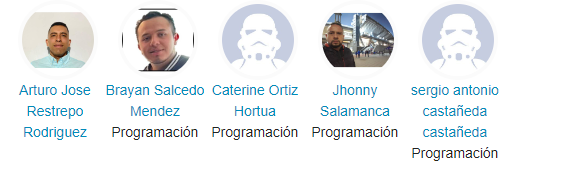 Arturo Jose
Restrepo
Rodriguez
Brayan Salcedo
Mendez
Programación
Caterine Ortiz
Hortua
Programación
Jhonny
Salamanca
Programación
sergio antonio
castañeda
castañeda
Programación